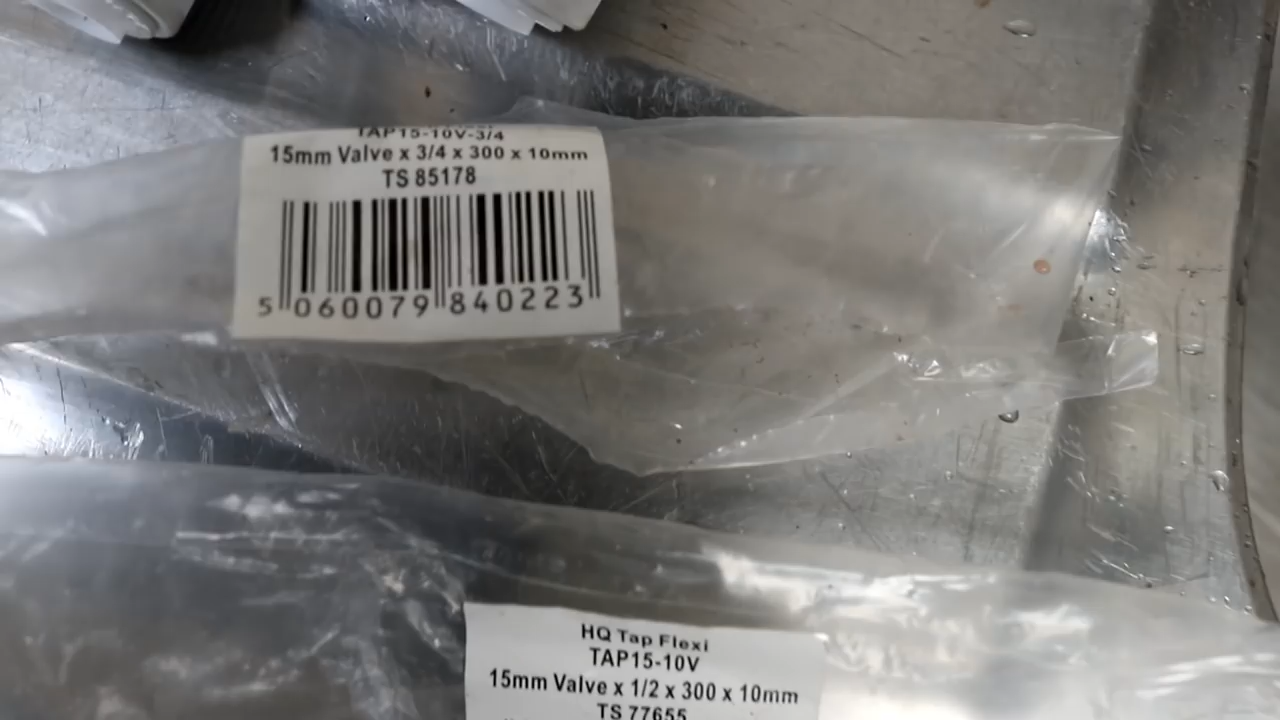 TAP15-10V-3/4
15mm Valve x 3/4 x 300 x 10mm
TS 85178
5 060079 840223
HQ Tap Flexi
TAP15-10V
15mm Valve x 1/2 x 300 x 10mm
TS 77655